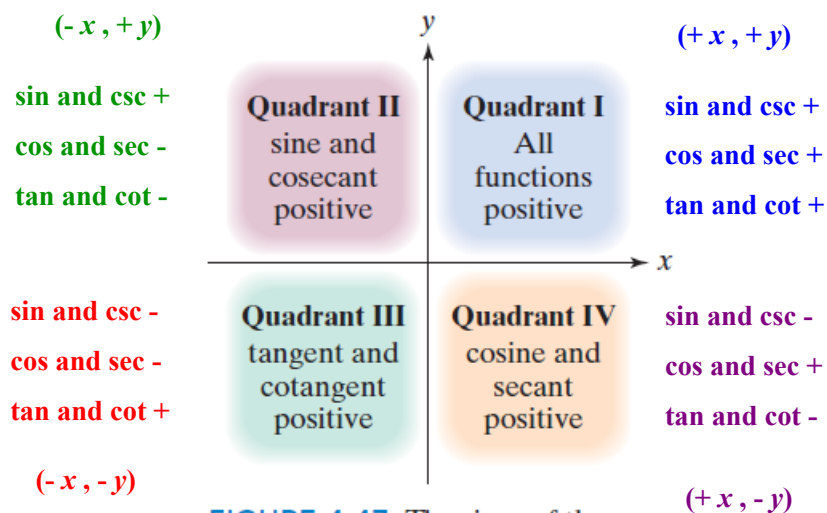 (- x , + y)
y
(+ x , + y)
sin and csc +
cos and sec -
tan and cot -
Quadrant II
sine and
cosecant
positive
Quadrant I
All
functions
positive
sin and csc +
cos and sec +
tan and cot +
x
sin and csc -
cos and sec -
tan and cot +
Quadrant III
tangent and
cotangent
positive
Quadrant IV
cosine and
secant
positive
sin and csc -
cos and sec +
tan and cot -
(- x , - y)
(+ x , - y)